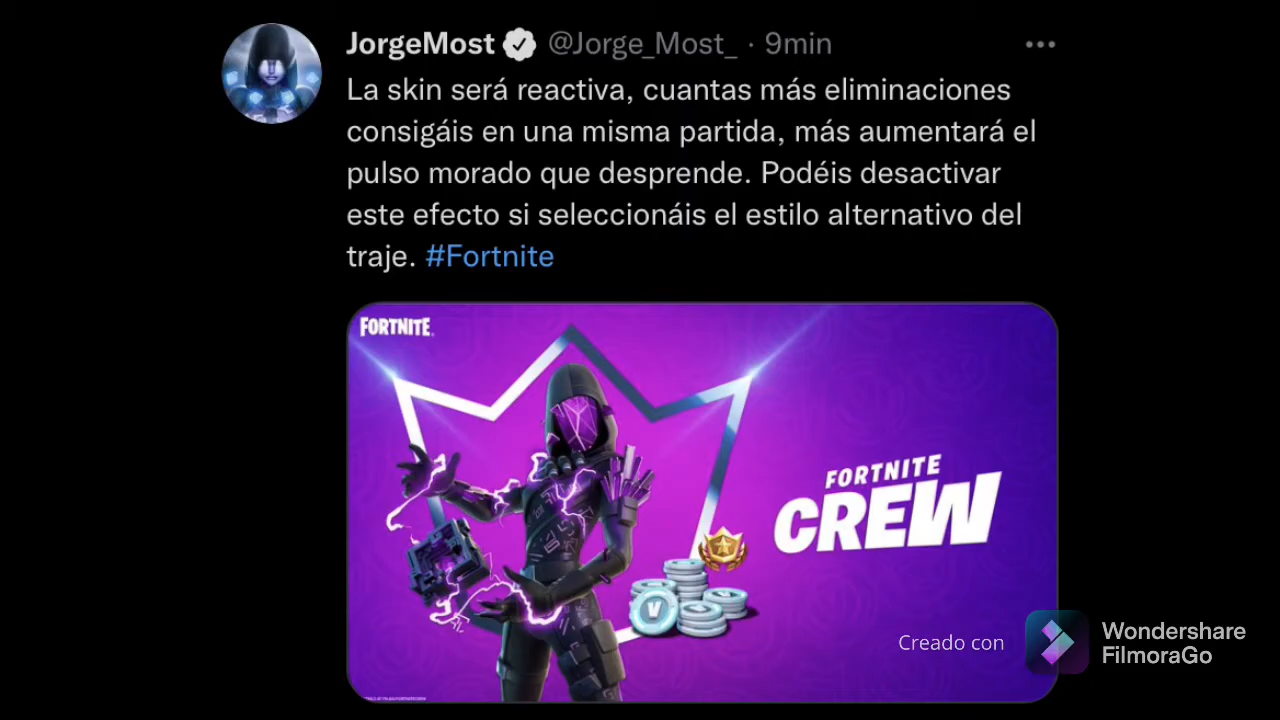 JorgeMost @Jorge_Most_ · 9min
La skin será reactiva, cuantas más eliminaciones
consigáis en una misma partida, más aumentará el
pulso morado que desprende. Podéis desactivar
este efecto si seleccionáis el estilo alternativo del
traje. #Fortnite
FORTNITE
FORTNITE
CREW
V
Creado con
Wondershare
FilmoraGo